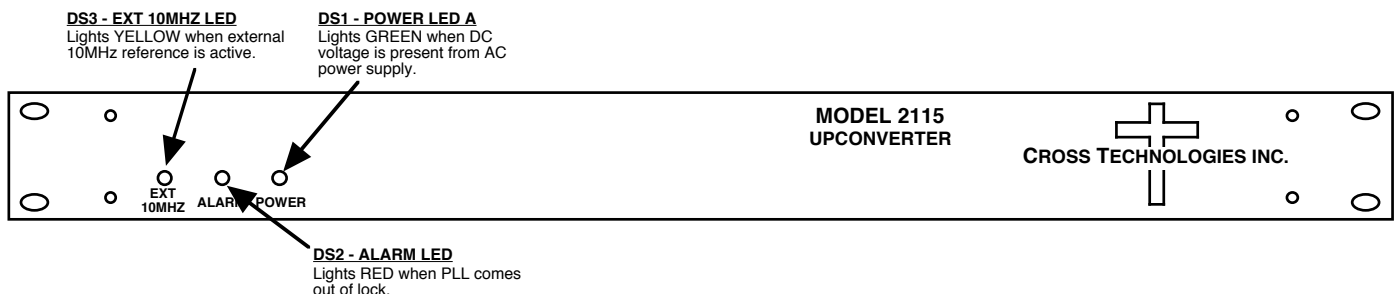 DS3 - EXT 10MHZ LED
Lights YELLOW when external
10MHz reference is active.
DS1 - POWER LED A
Lights GREEN when DC
voltage is present from AC
power supply.
MODEL 2115
UPCONVERTER
CROSS TECHNOLOGIES INC.
EXT
10MHZ
ALARM
POWER
DS2 - ALARM LED
Lights RED when PLL comes
out of lock.